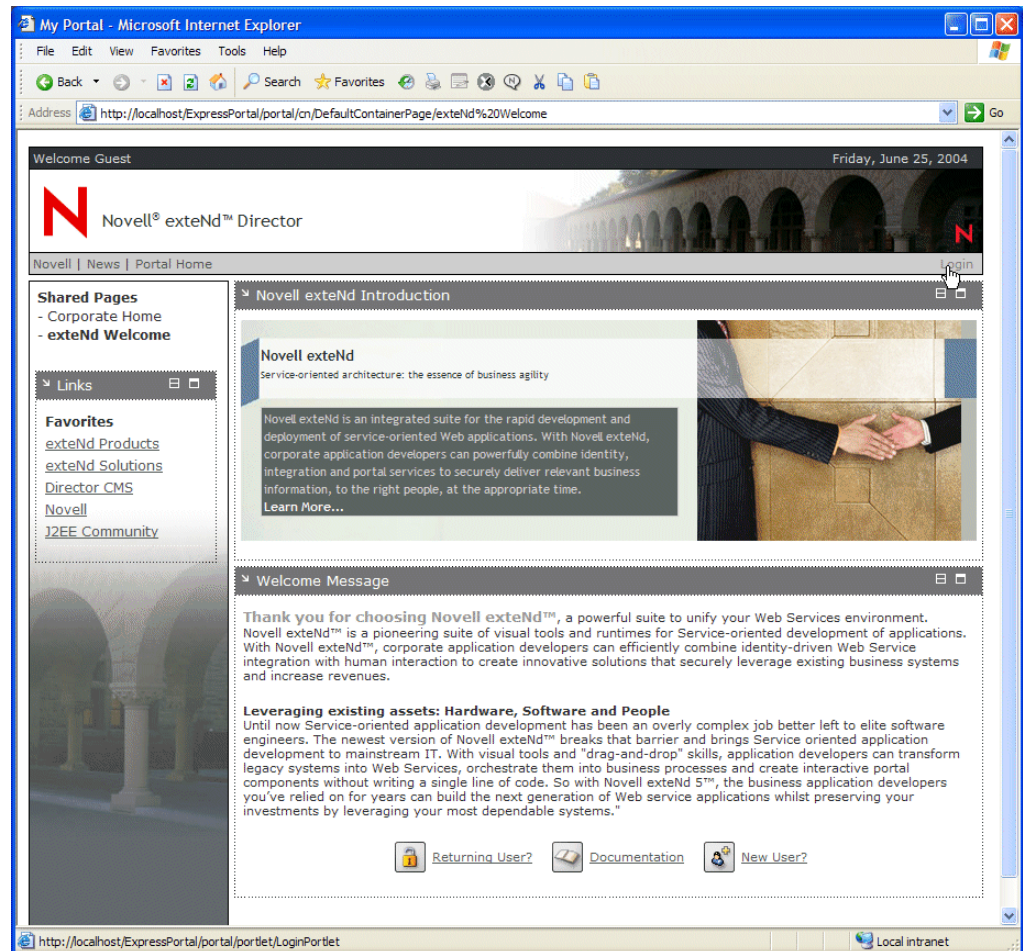 My Portal - Microsoft Internet Explorer
File Edit View Favorites Tools Help
Back Search Favorites
Address http://localhost/ExpressPortal/portal/cn/DefaultContainerPage/exteNd%20Welcome Go
Welcome Guest Friday, June 25, 2004
N Novell® exteNd™ Director N
Novell | News | Portal Home Login
Shared Pages
- Corporate Home
- exteNd Welcome
Links
Favorites
exteNd Products
exteNd Solutions
Director CMS
Novell
J2EE Community
Novell exteNd Introduction
Novell exteNd
Service-oriented architecture: the essence of business agility
Novell exteNd is an integrated suite for the rapid development and
deployment of service-oriented Web applications. With Novell exteNd,
corporate application developers can powerfully combine identity,
integration and portal services to securely deliver relevant business
information, to the right people, at the appropriate time.
Learn More...
Welcome Message
Thank you for choosing Novell exteNd™, a powerful suite to unify your Web Services environment.
Novell exteNd™ is a pioneering suite of visual tools and runtimes for Service-oriented development of applications.
With Novell exteNd™, corporate application developers can efficiently combine identity-driven Web Service
integration with human interaction to create innovative solutions that securely leverage existing business systems
and increase revenues.
Leveraging existing assets: Hardware, Software and People
Until now Service-oriented application development has been an overly complex job better left to elite software
engineers. The newest version of Novell exteNd™ breaks that barrier and brings Service oriented application
development to mainstream IT. With visual tools and "drag-and-drop" skills, application developers can transform
legacy systems into Web Services, orchestrate them into business processes and create interactive portal
components without writing a single line of code. So with Novell exteNd 5™, the business application developers
you've relied on for years can build the next generation of Web service applications whilst preserving your
investments by leveraging your most dependable systems."
Returning User? Documentation New User?
http://localhost/ExpressPortal/portal/portlet/LoginPortlet Local intranet